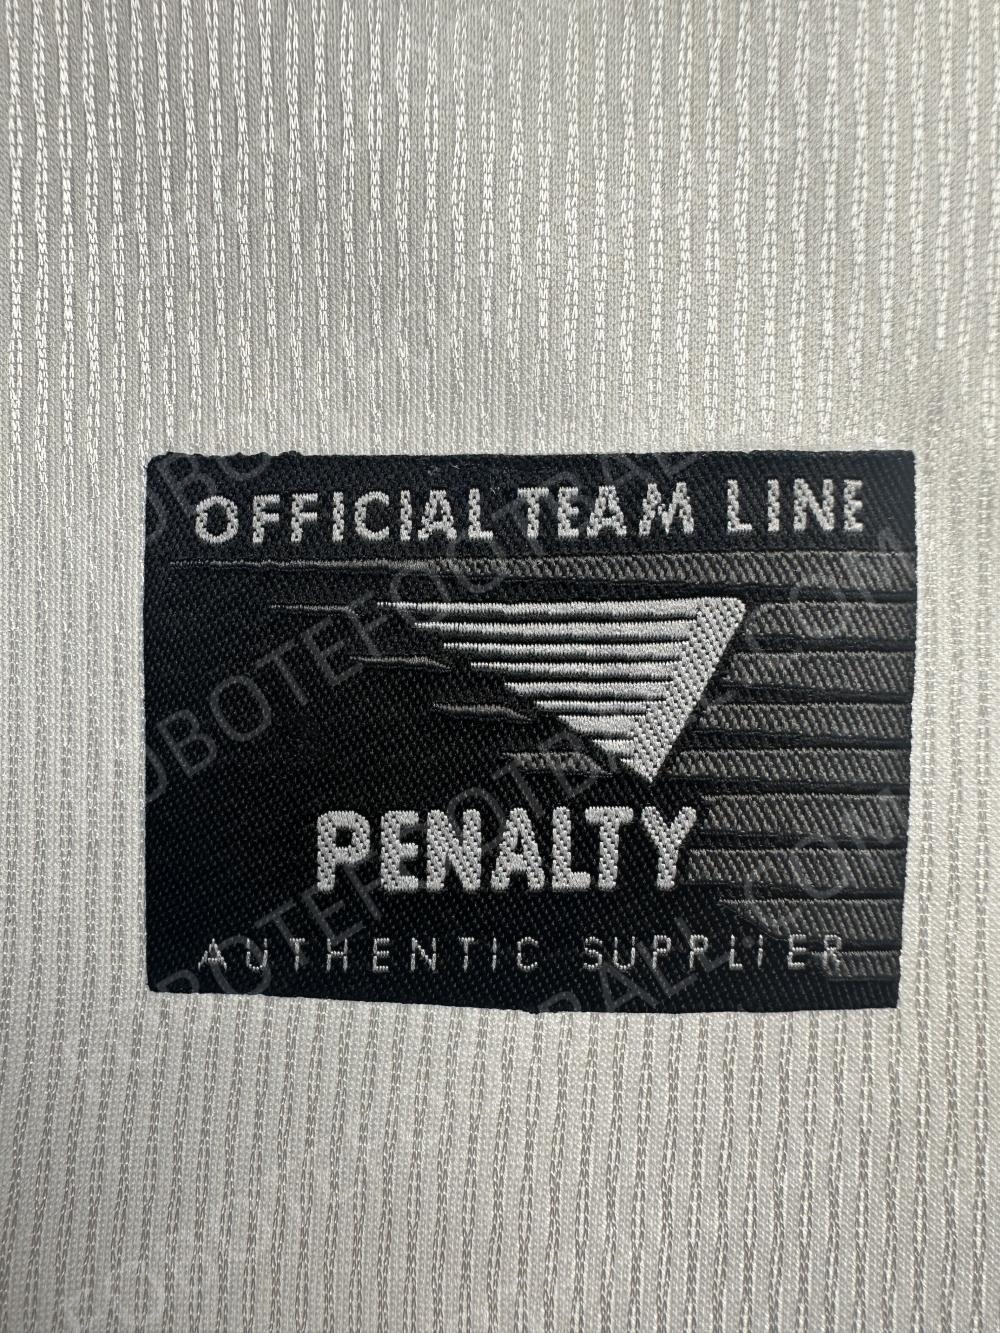 OFFICIAL TEAM LINE
PENALTY
AUTHENTIC SUPPLIER